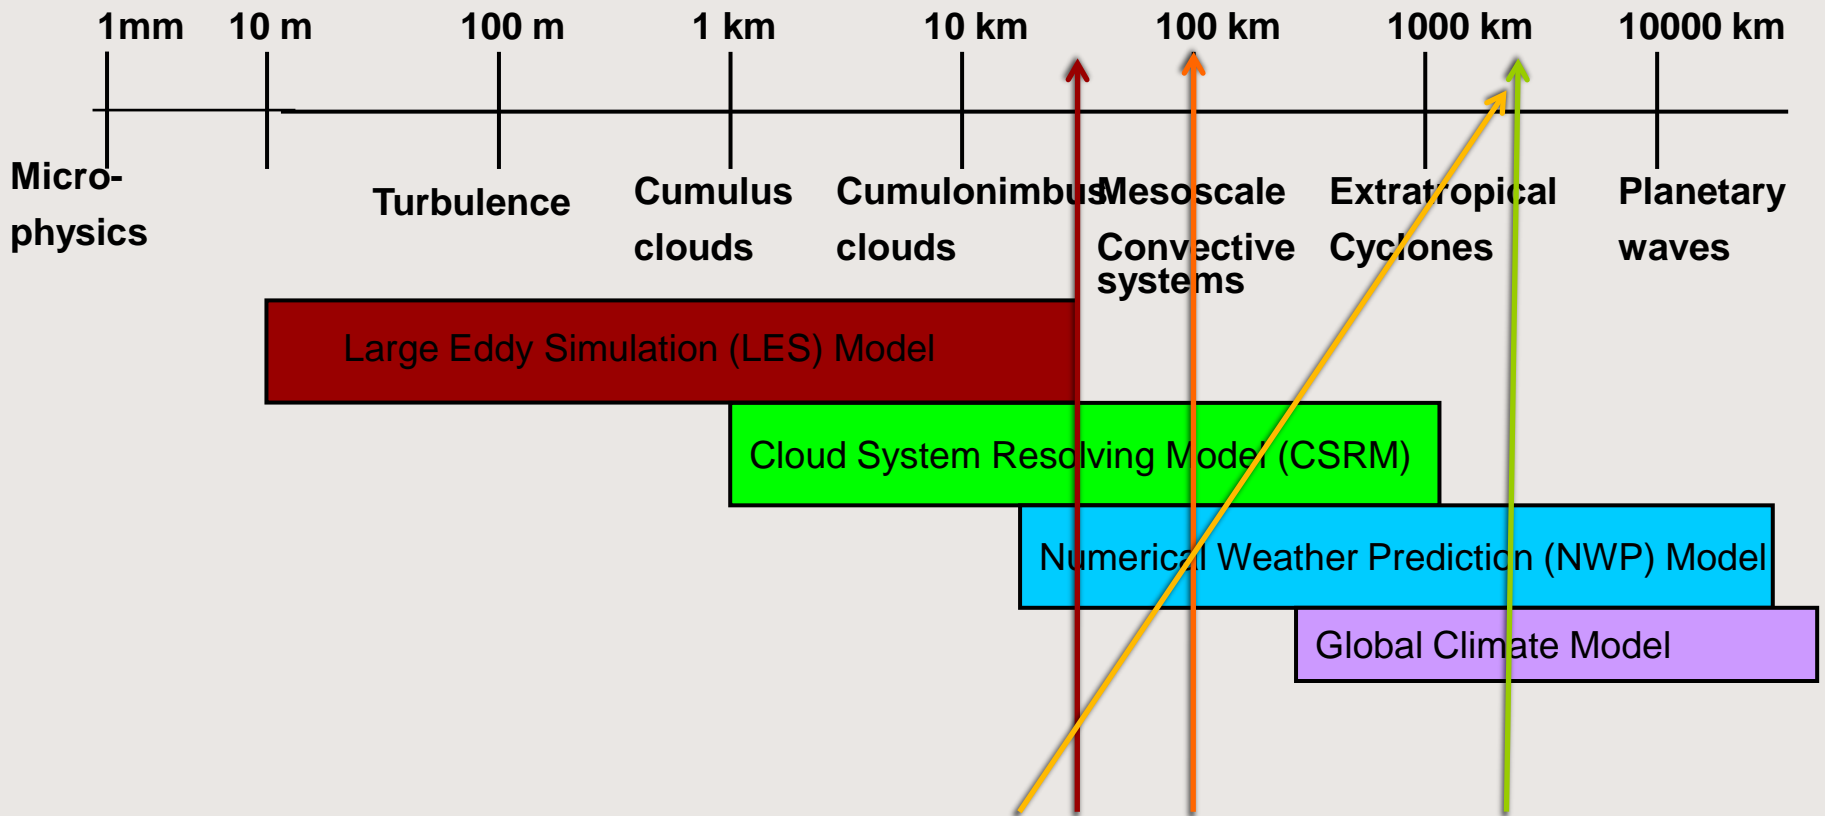 1mm 10 m 100 m 1 km 10 km 100 km 1000 km 10000 km
Micro-
physics
Turbulence
Cumulus
clouds
Cumulonimbus
clouds
Mesoscale
Convective
systems
Extratropical
Cyclones
Planetary
waves
Large Eddy Simulation (LES) Model
Cloud System Resolving Model (CSRM)
Numerical Weather Prediction (NWP) Model
Global Climate Model